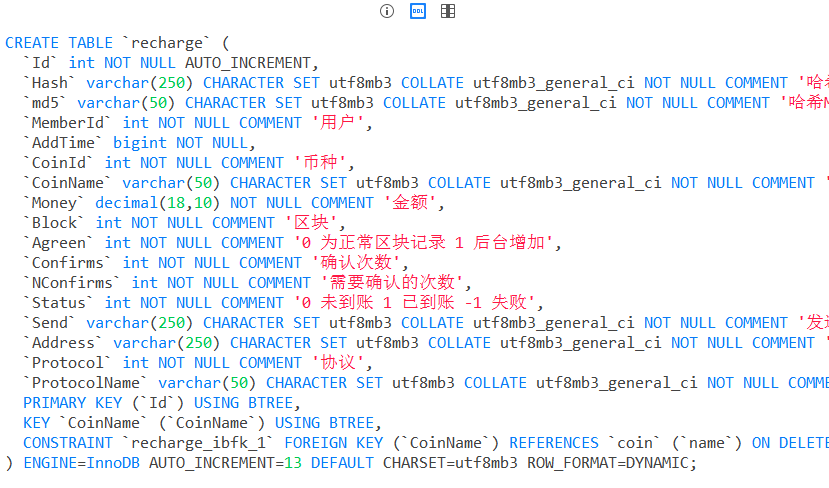 DDL
CREATE TABLE `recharge` (
`Id` int NOT NULL AUTO_INCREMENT,
`Hash` varchar(250) CHARACTER SET utf8mb3 COLLATE utf8mb3_general_ci NOT NULL COMMENT '哈希
`md5` varchar(50) CHARACTER SET utf8mb3 COLLATE utf8mb3_general_ci NOT NULL COMMENT '哈希M
`MemberId` int NOT NULL COMMENT '用户',
`AddTime` bigint NOT NULL,
`CoinId` int NOT NULL COMMENT '币种',
`CoinName` varchar(50) CHARACTER SET utf8mb3 COLLATE utf8mb3_general_ci NOT NULL COMMENT '
`Money` decimal(18,10) NOT NULL COMMENT '金额',
`Block` int NOT NULL COMMENT '区块',
`Agreen` int NOT NULL COMMENT '0 为正常区块记录 1 后台增加',
`Confirms` int NOT NULL COMMENT '确认次数',
`NConfirms` int NOT NULL COMMENT '需要确认的次数',
`Status` int NOT NULL COMMENT '0 未到账 1 已到账 -1 失败',
`Send` varchar(250) CHARACTER SET utf8mb3 COLLATE utf8mb3_general_ci NOT NULL COMMENT '发送
`Address` varchar(250) CHARACTER SET utf8mb3 COLLATE utf8mb3_general_ci NOT NULL COMMENT '
`Protocol` int NOT NULL COMMENT '协议',
`ProtocolName` varchar(50) CHARACTER SET utf8mb3 COLLATE utf8mb3_general_ci NOT NULL COMME
PRIMARY KEY (`Id`) USING BTREE,
KEY `CoinName` (`CoinName`) USING BTREE,
CONSTRAINT `recharge_ibfk_1` FOREIGN KEY (`CoinName`) REFERENCES `coin` (`name`) ON DELETE
) ENGINE=InnoDB AUTO_INCREMENT=13 DEFAULT CHARSET=utf8mb3 ROW_FORMAT=DYNAMIC;